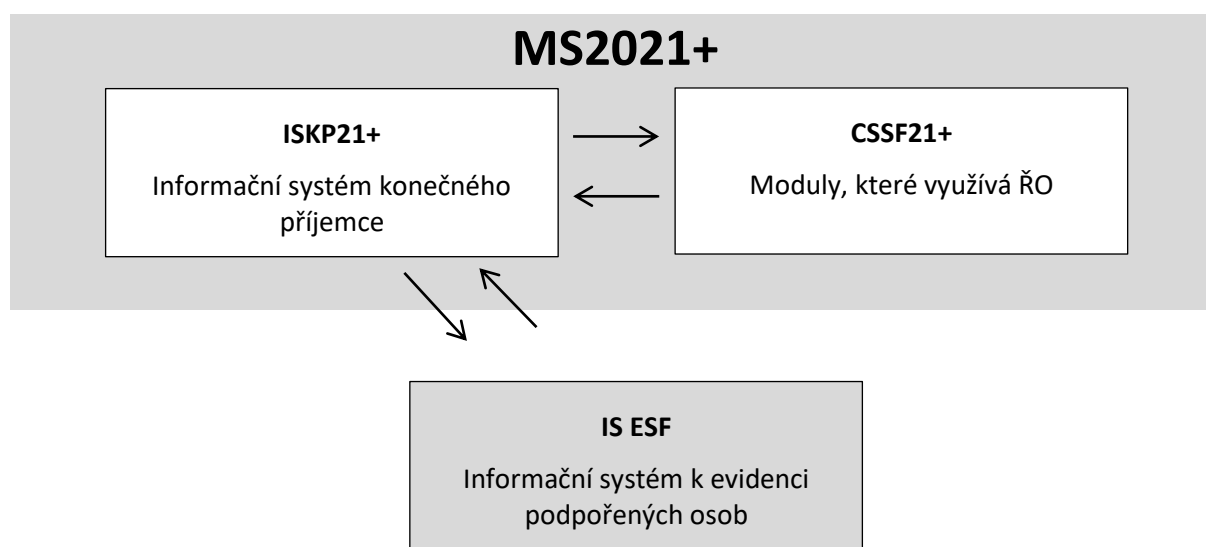 MS2021+
ISKP21+
Informační systém konečného
příjemce
CSSF21+
Moduly, které využívá ŘO
IS ESF
Informační systém k evidenci
podpořených osob